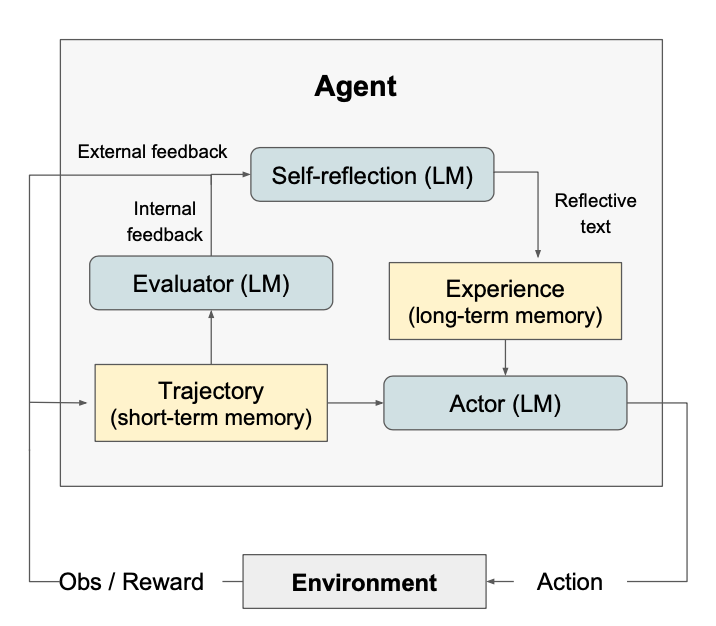 Agent
External feedback
Self-reflection (LM)
Internal
feedback
Reflective
text
Evaluator (LM)
Experience
(long-term memory)
Trajectory
(short-term memory)
Actor (LM)
Obs / Reward
Environment
Action